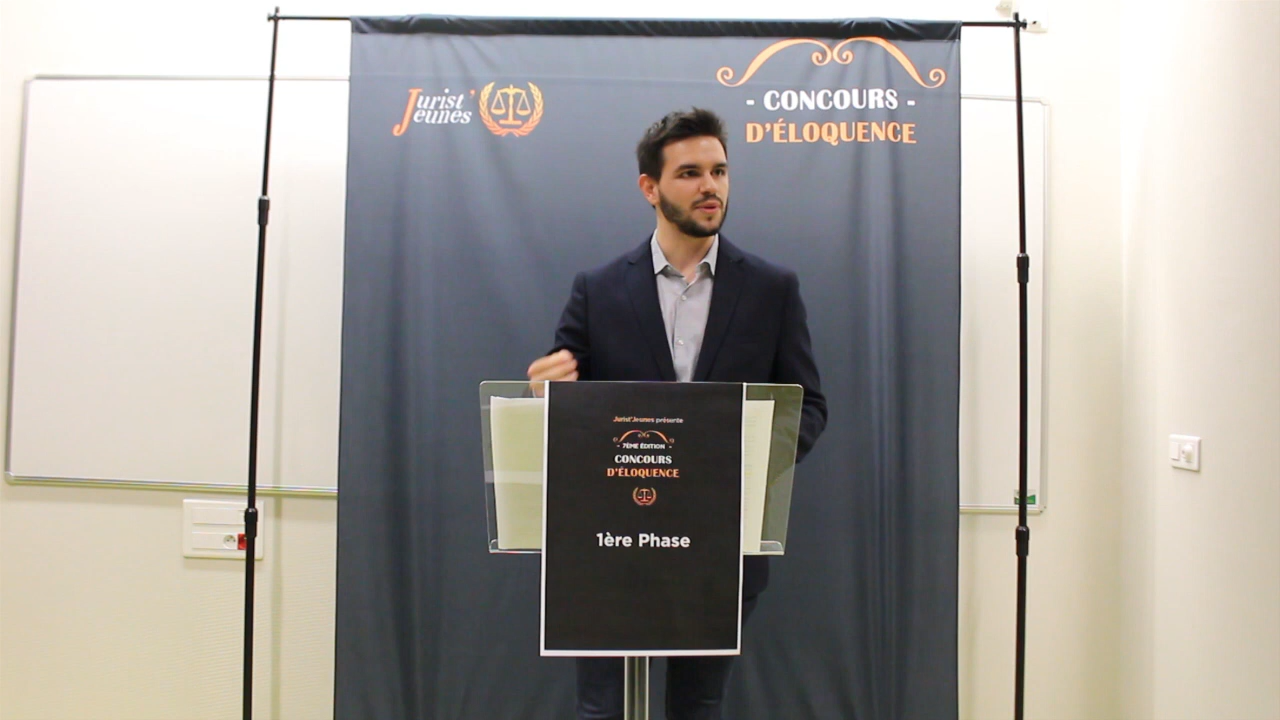 Jurist'
Jeunes
- CONCOURS -
D'ÉLOQUENCE
Jurist'Jeunes présente
- 7ÈME ÉDITION -
CONCOURS
D'ÉLOQUENCE
1ère Phase